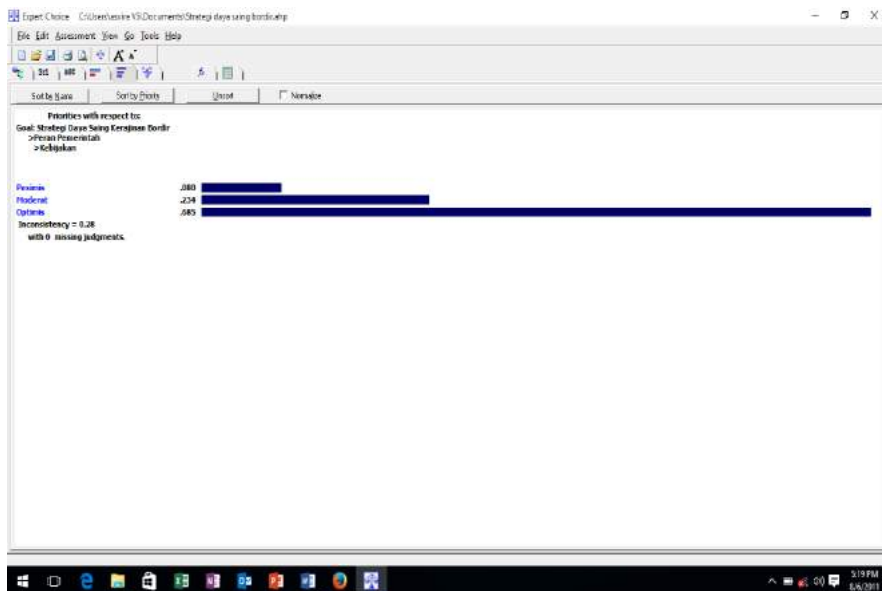 Expert Choice C:\Users\ Documents\Strategi daya saing bordir.ahp
File Edit Assessment View Go Tools Help
Sort by Name Sort by Priority Unsort Normalize
Priorities with respect to:
Goal: Strategi Daya Saing Kerajinan Bordir
>Peran Pemerintah
>Kebijakan
Pesimis .080
Moderat .234
Optimis .685
Inconsistency = 0.28
with 0 missing judgments.
5:19 PM